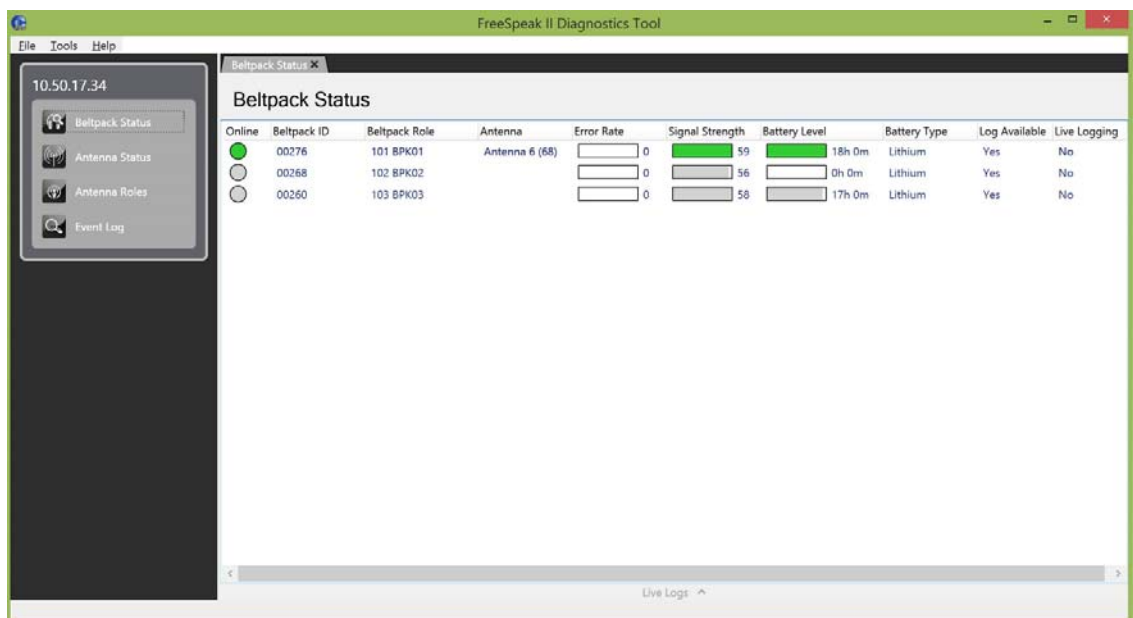 FreeSpeak II Diagnostics Tool
File Tools Help
10.50.17.34
Beltpack Status
Antenna Status
Antenna Roles
Event Log
Beltpack Status
Beltpack Status
Online Beltpack ID Beltpack Role Antenna Error Rate Signal Strength Battery Level Battery Type Log Available Live Logging
00276 101 BPK01 Antenna 6 (68) 0 59 18h 0m Lithium Yes No
00268 102 BPK02 0 56 0h 0m Lithium Yes No
00260 103 BPK03 0 58 17h 0m Lithium Yes No
Live Logs